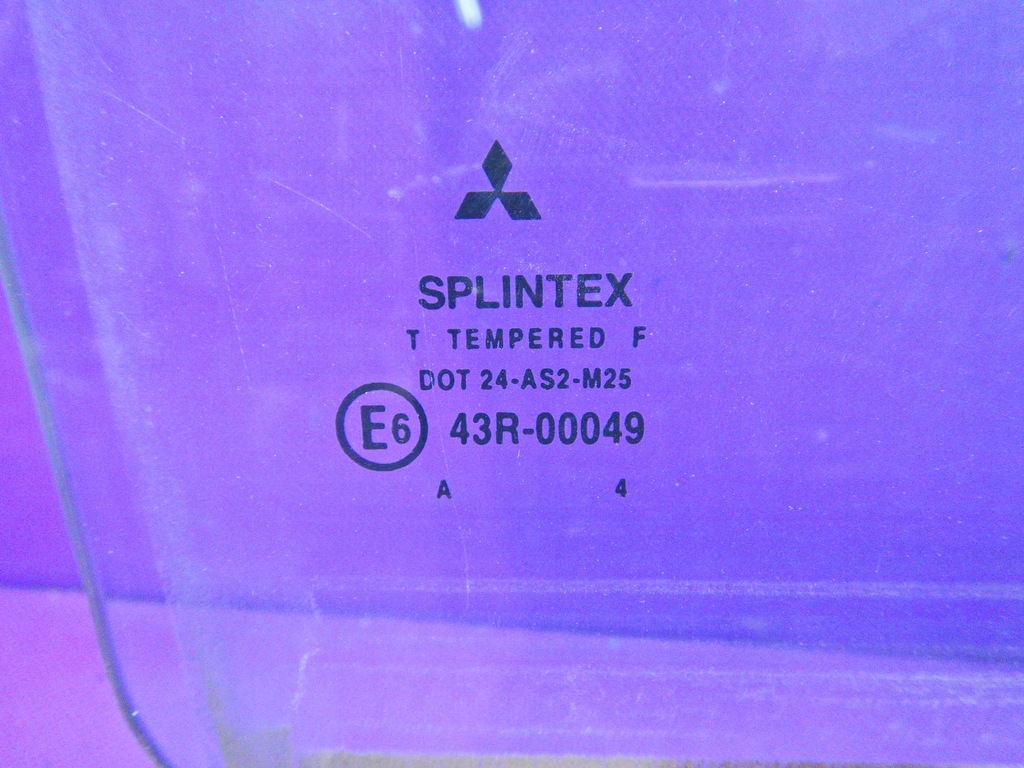 SPLINTEX
T TEMPERED F
DOT 24-AS2-M25
E6 43R-00049
A 4